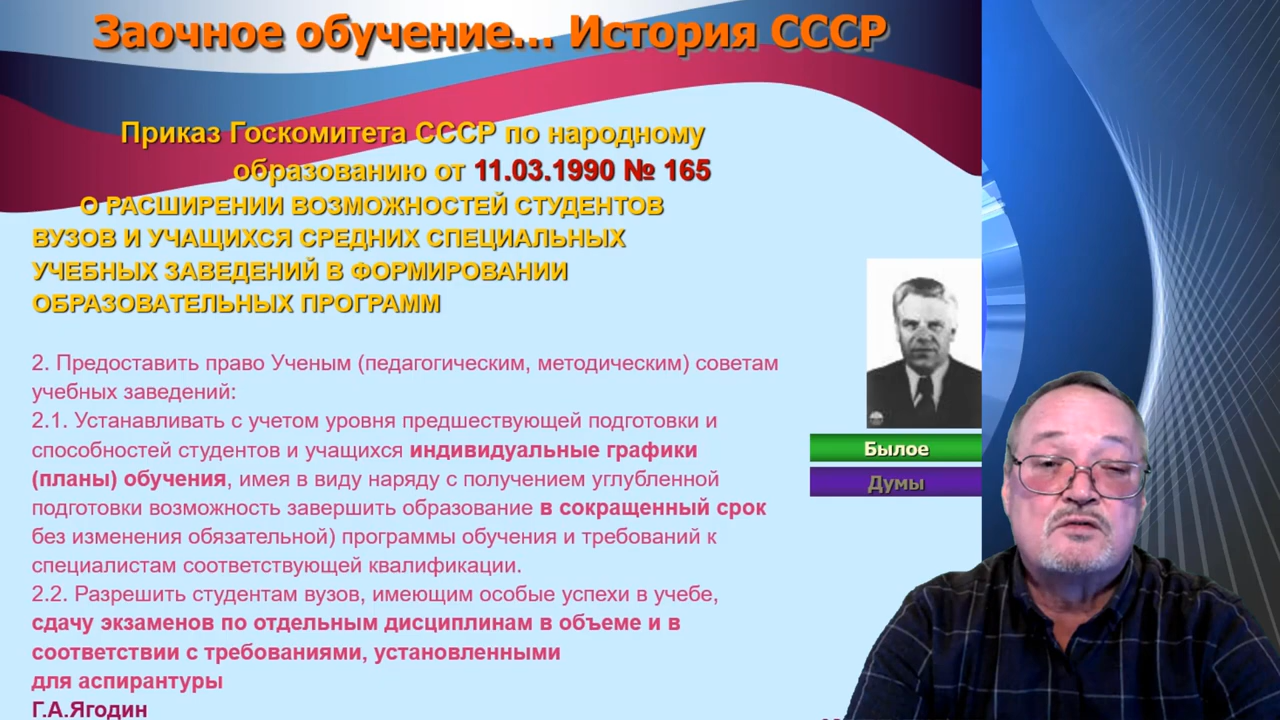 Заочное обучение... История СССР
Приказ Госкомитета СССР по народному
образованию от 11.03.1990 № 165
О РАСШИРЕНИИ ВОЗМОЖНОСТЕЙ СТУДЕНТОВ
ВУЗОВ И УЧАЩИХСЯ СРЕДНИХ СПЕЦИАЛЬНЫХ
УЧЕБНЫХ ЗАВЕДЕНИЙ В ФОРМИРОВАНИИ
ОБРАЗОВАТЕЛЬНЫХ ПРОГРАММ
2. Предоставить право Ученым (педагогическим, методическим) советам
учебных заведений:
2.1. Устанавливать с учетом уровня предшествующей подготовки и
способностей студентов и учащихся индивидуальные графики
(планы) обучения, имея в виду наряду с получением углубленной
подготовки возможность завершить образование в сокращенный срок
без изменения обязательной) программы обучения и требований к
специалистам соответствующей квалификации.
2.2. Разрешить студентам вузов, имеющим особые успехи в учебе,
сдачу экзаменов по отдельным дисциплинам в объеме и в
соответствии с требованиями, установленными
для аспирантуры
Г.А.Ягодин
Былое
Думы